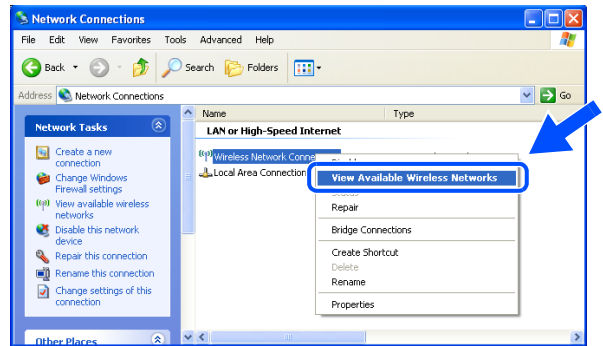 Network Connections
File Edit View Favorites Tools Advanced Help
Back Search Folders
Address Network Connections Go
Network Tasks
Create a new
connection
Change Windows
Firewall settings
View available wireless
networks
Disable this network
device
Repair this connection
Rename this connection
Change settings of this
connection
Other Places
Name Type
LAN or High-Speed Internet
Wireless Network Conne
Local Area Connection
View Available Wireless Networks
Status
Repair
Bridge Connections
Create Shortcut
Delete
Rename
Properties